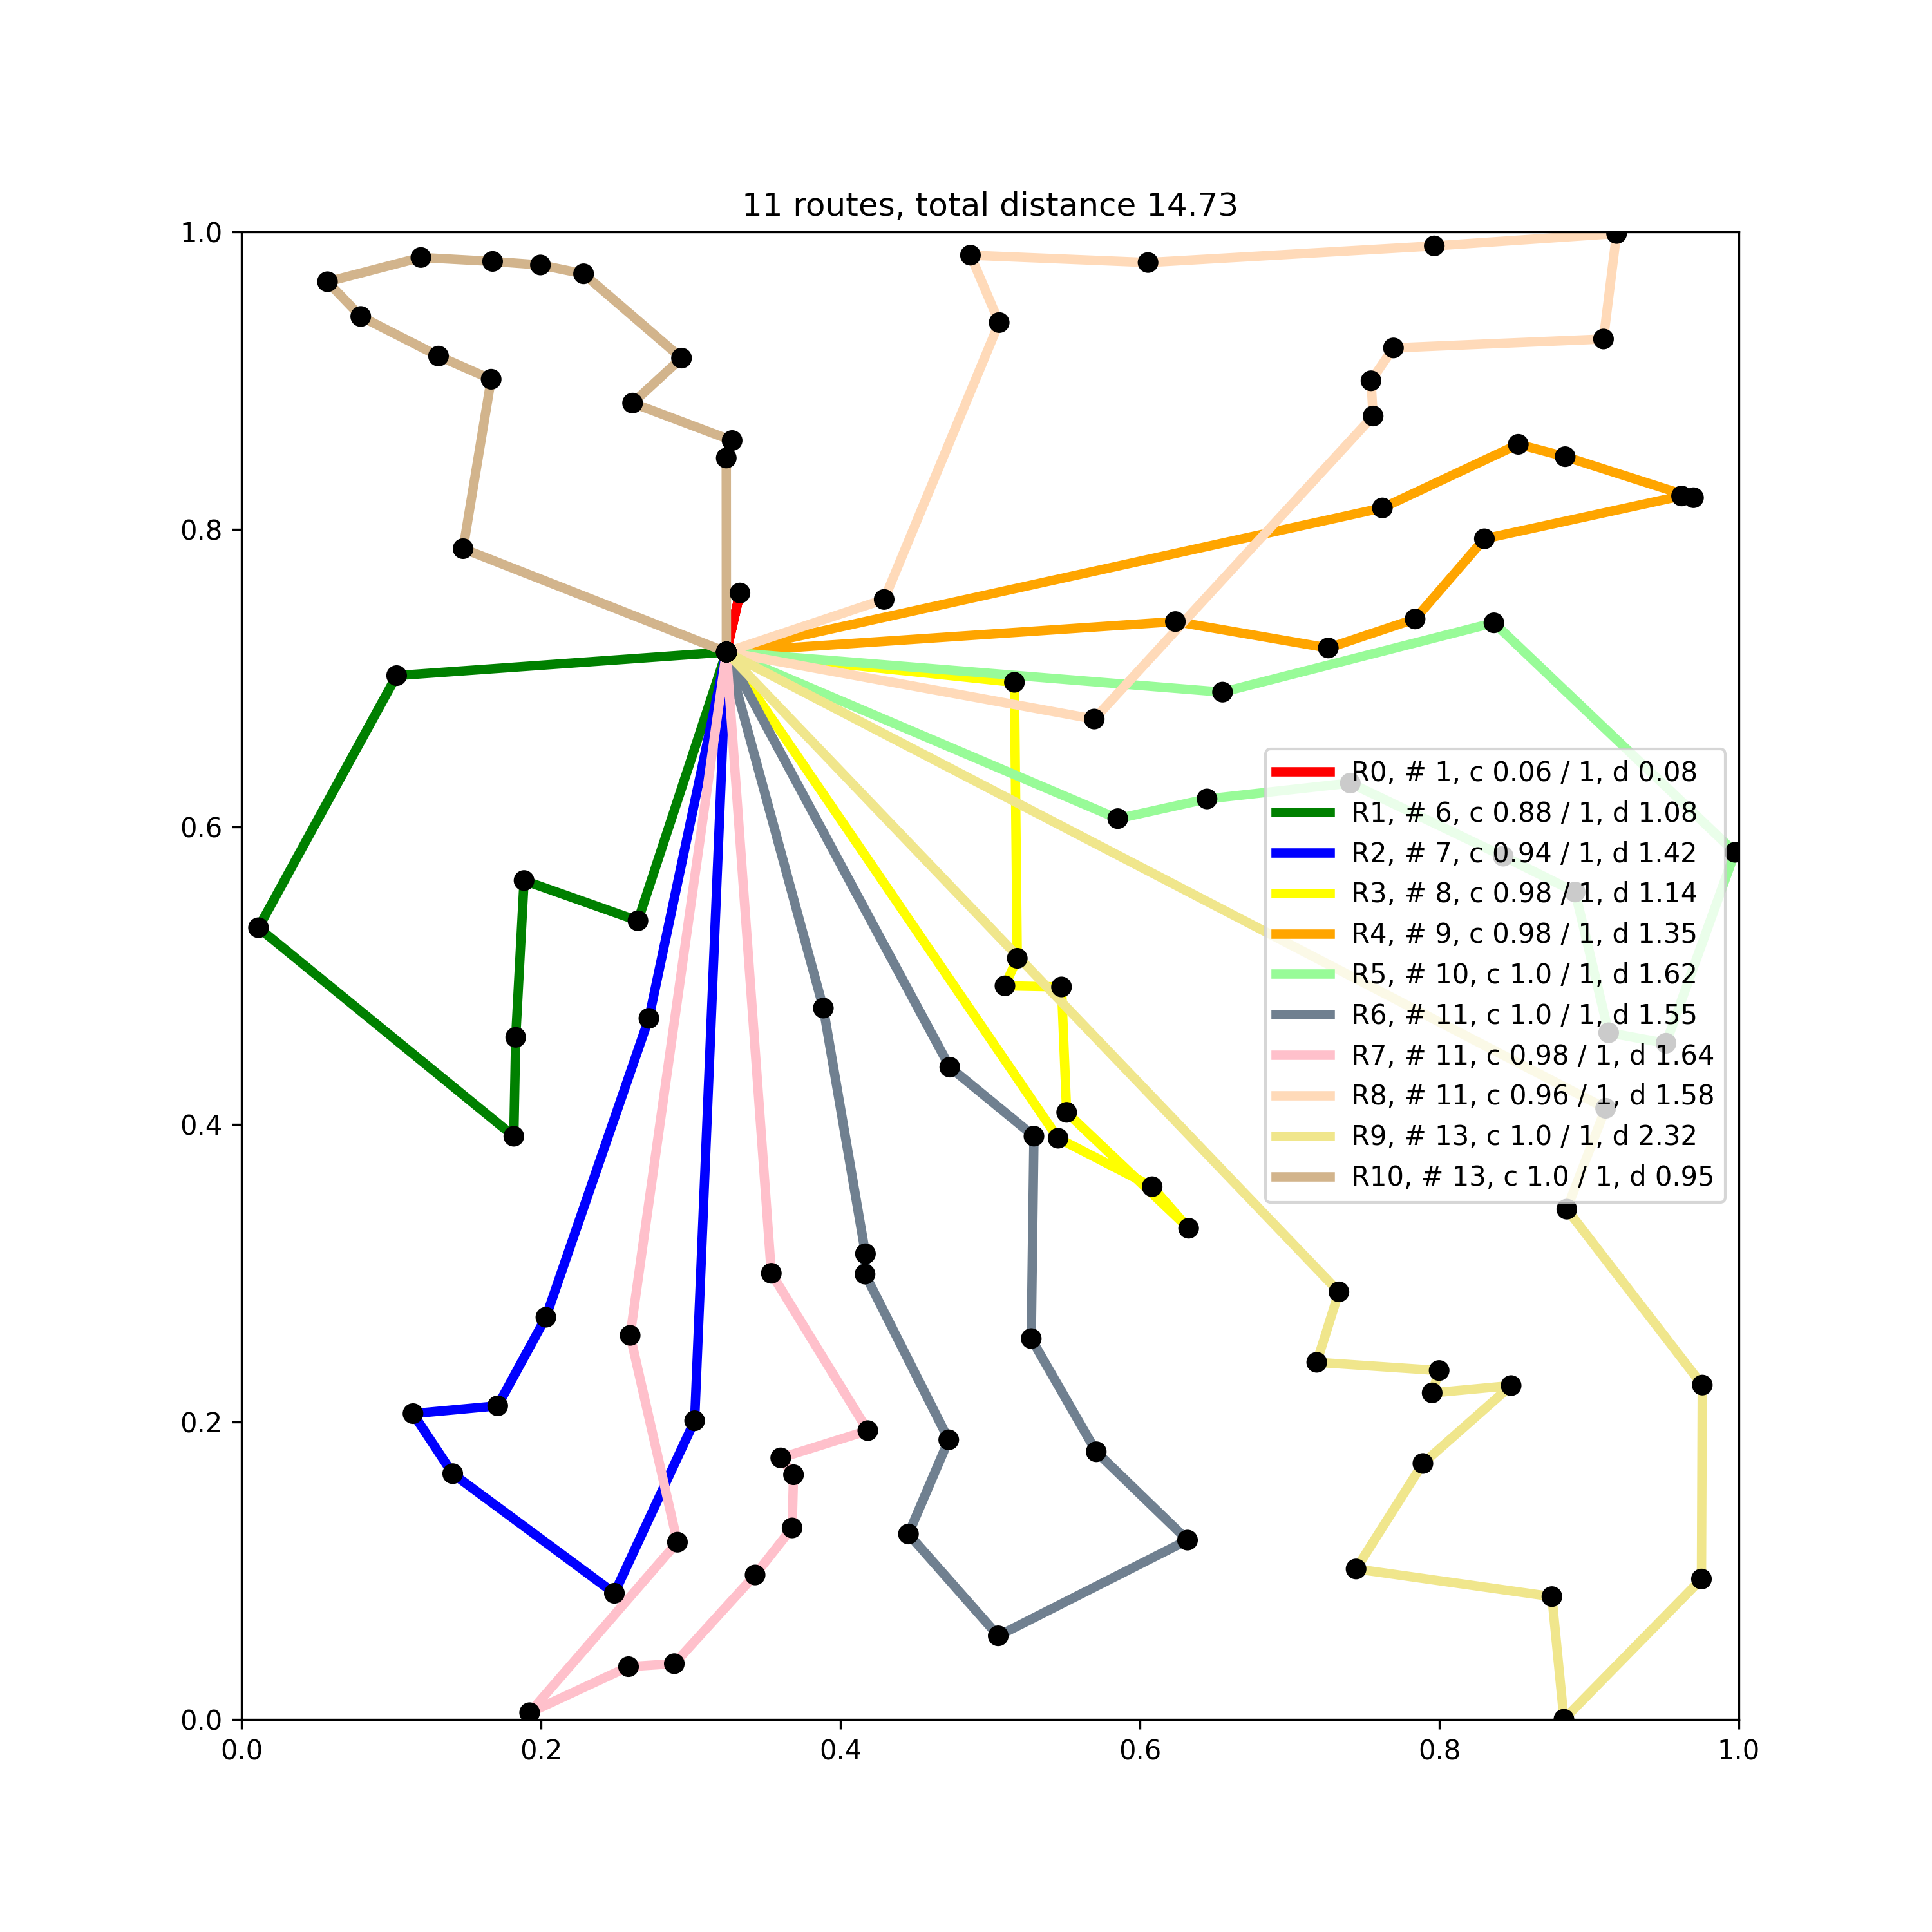 11 routes, total distance 14.73
1.0
0.8
0.6
0.4
0.2
0.0
0.0 0.2 0.4 0.6 0.8 1.0
R0, # 1, c 0.06 / 1, d 0.08
R1, # 6, c 0.88 / 1, d 1.08
R2, # 7, c 0.94 / 1, d 1.42
R3, # 8, c 0.98 / 1, d 1.14
R4, # 9, c 0.98 / 1, d 1.35
R5, # 10, c 1.0 / 1, d 1.62
R6, # 11, c 1.0 / 1, d 1.55
R7, # 11, c 0.98 / 1, d 1.64
R8, # 11, c 0.96 / 1, d 1.58
R9, # 13, c 1.0 / 1, d 2.32
R10, # 13, c 1.0 / 1, d 0.95